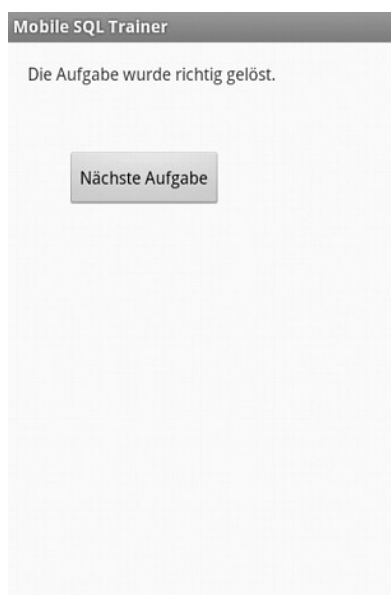 Mobile SQL Trainer
Die Aufgabe wurde richtig gelöst.
Nächste Aufgabe